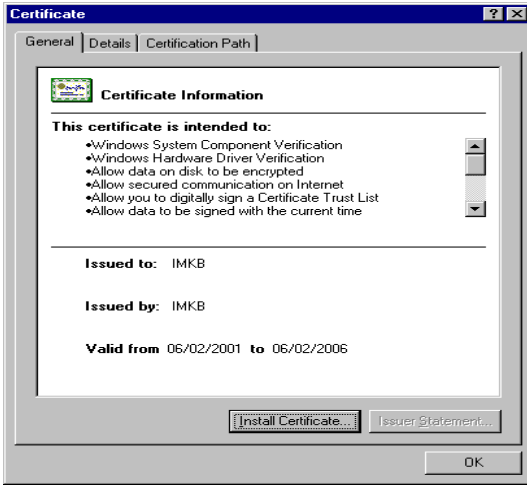 Certificate
General Details Certification Path
Certificate Information
This certificate is intended to:
•Windows System Component Verification
•Windows Hardware Driver Verification
•Allow data on disk to be encrypted
•Allow secured communication on Internet
•Allow you to digitally sign a Certificate Trust List
•Allow data to be signed with the current time
Issued to: IMKB
Issued by: IMKB
Valid from 06/02/2001 to 06/02/2006
Install Certificate... Issuer Statement...
OK